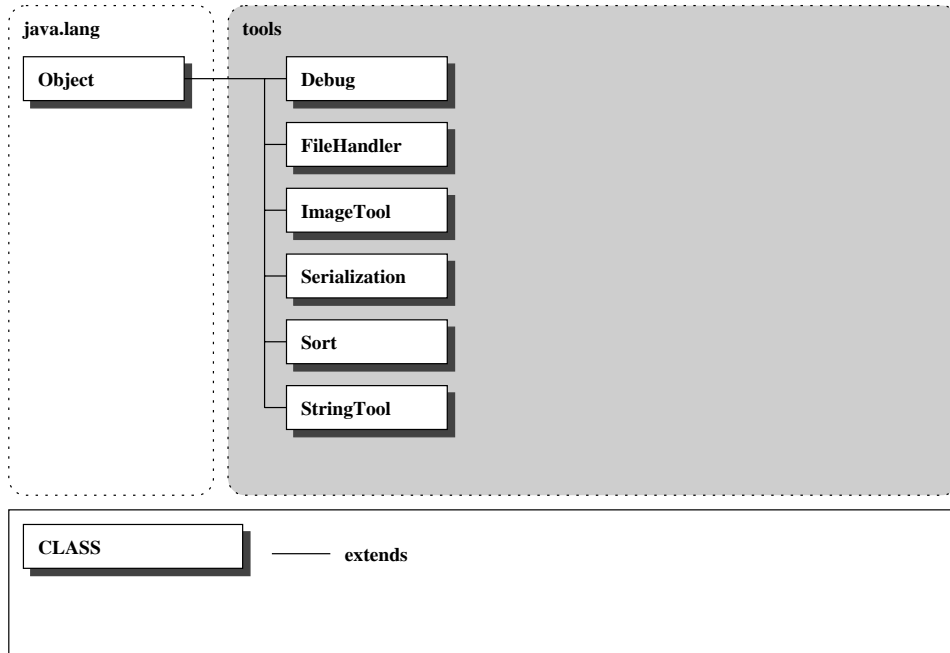 java.lang
tools
Object
Debug
FileHandler
ImageTool
Serialization
Sort
StringTool
CLASS
extends